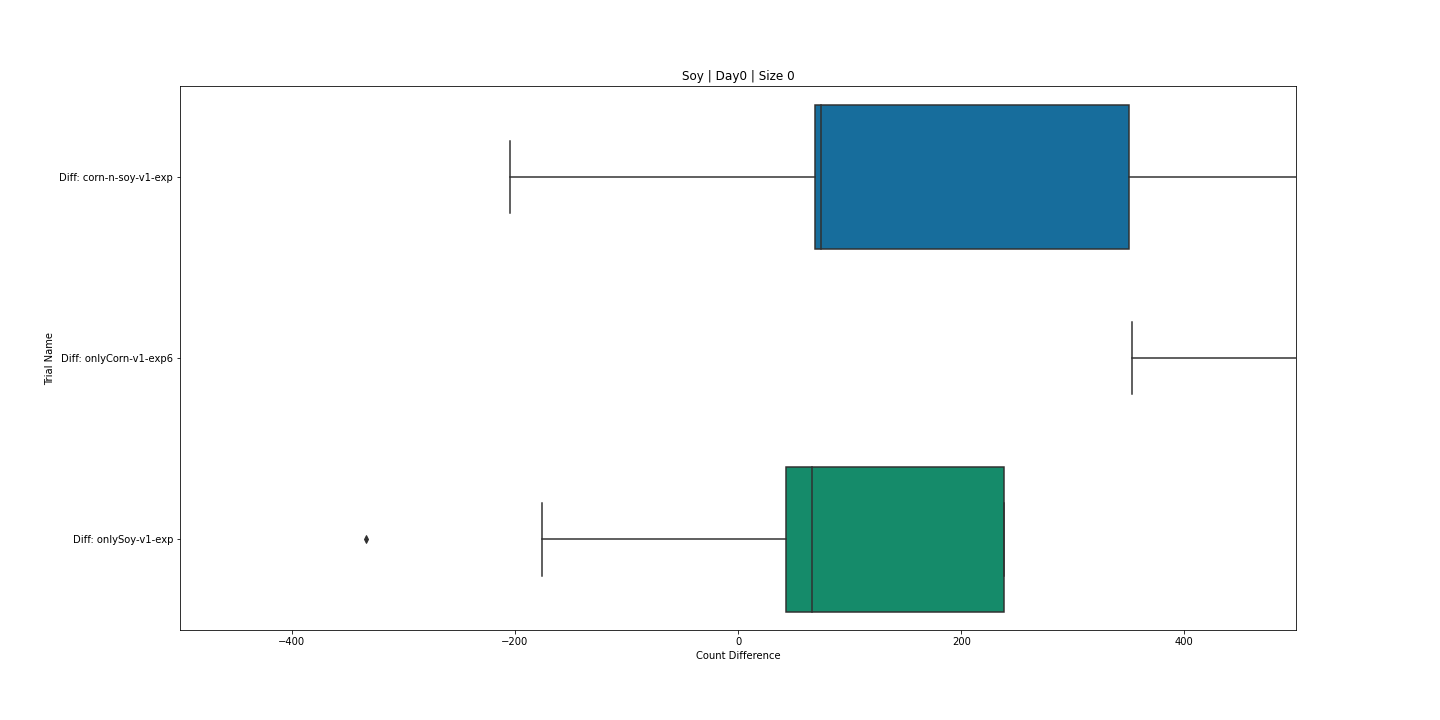 Soy | Day0 | Size 0
Diff: corn-n-soy-v1-exp
Diff: onlyCorn-v1-exp6
Diff: onlySoy-v1-exp
Trial Name
−400
−200
0
200
400
Count Difference